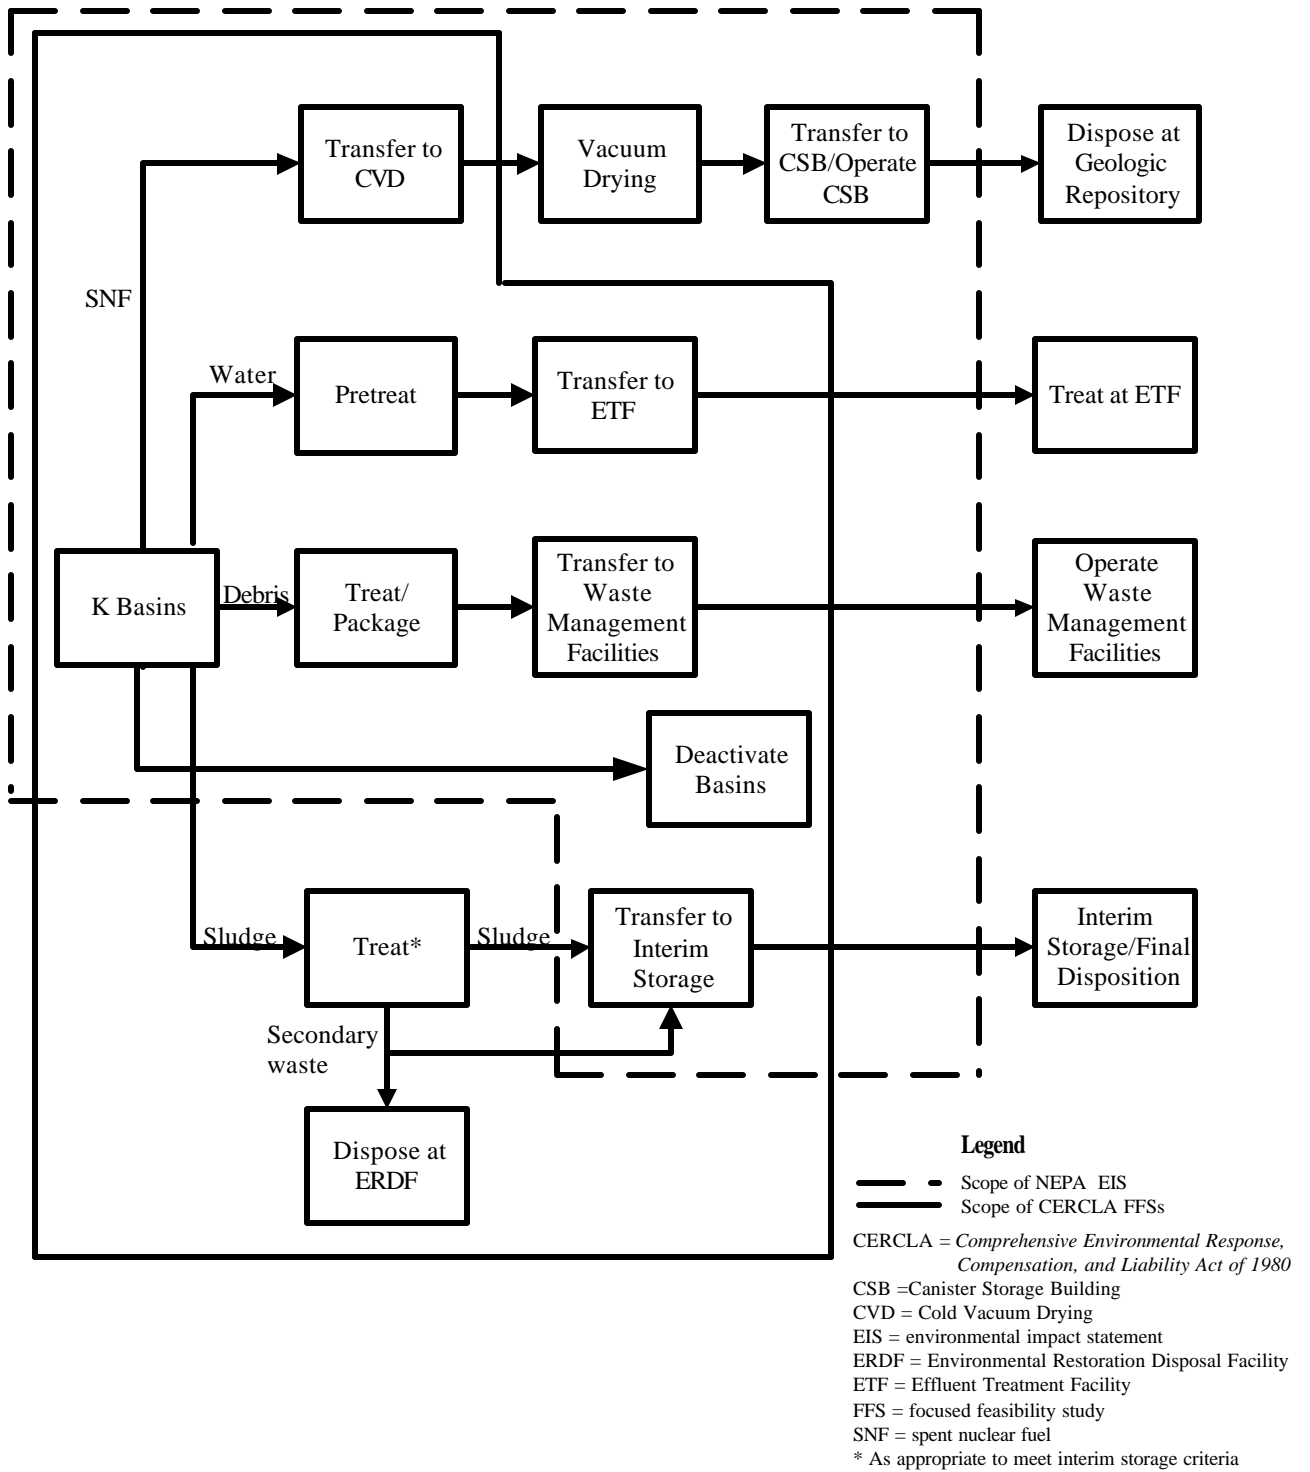 Transfer to
CVD
Vacuum
Drying
Transfer to
CSB/Operate
CSB
Dispose at
Geologic
Repository
SNF
Water
Pretreat
Transfer to
ETF
Treat at ETF
K Basins
Debris
Treat/
Package
Transfer to
Waste
Management
Facilities
Operate
Waste
Management
Facilities
Deactivate
Basins
Sludge
Treat*
Sludge
Transfer to
Interim
Storage
Interim
Storage/Final
Disposition
Secondary
waste
Dispose at
ERDF
Legend
Scope of NEPA EIS
Scope of CERCLA FFSs
CERCLA = Comprehensive Environmental Response,
Compensation, and Liability Act of 1980
CSB =Canister Storage Building
CVD = Cold Vacuum Drying
EIS = environmental impact statement
ERDF = Environmental Restoration Disposal Facility
ETF = Effluent Treatment Facility
FFS = focused feasibility study
SNF = spent nuclear fuel
* As appropriate to meet interim storage criteria